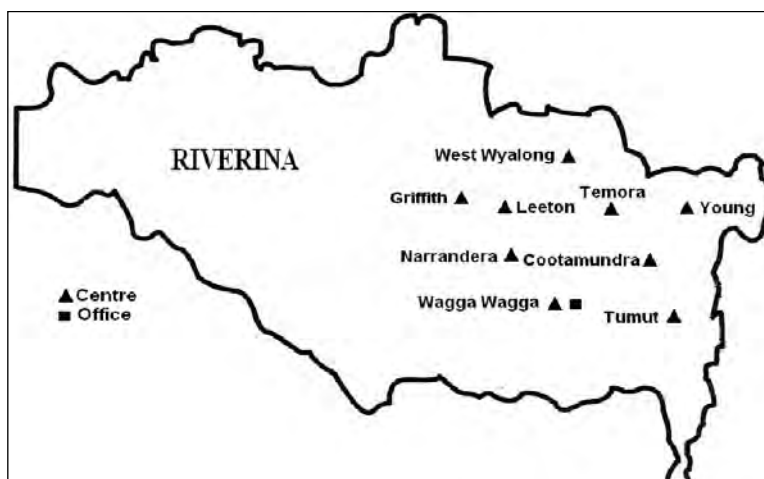 West Wyalong
RIVERINA
Temora
Griffith
Leeton
Young
Narrandera
Cootamundra
Centre
Wagga Wagga
Office
Tumut